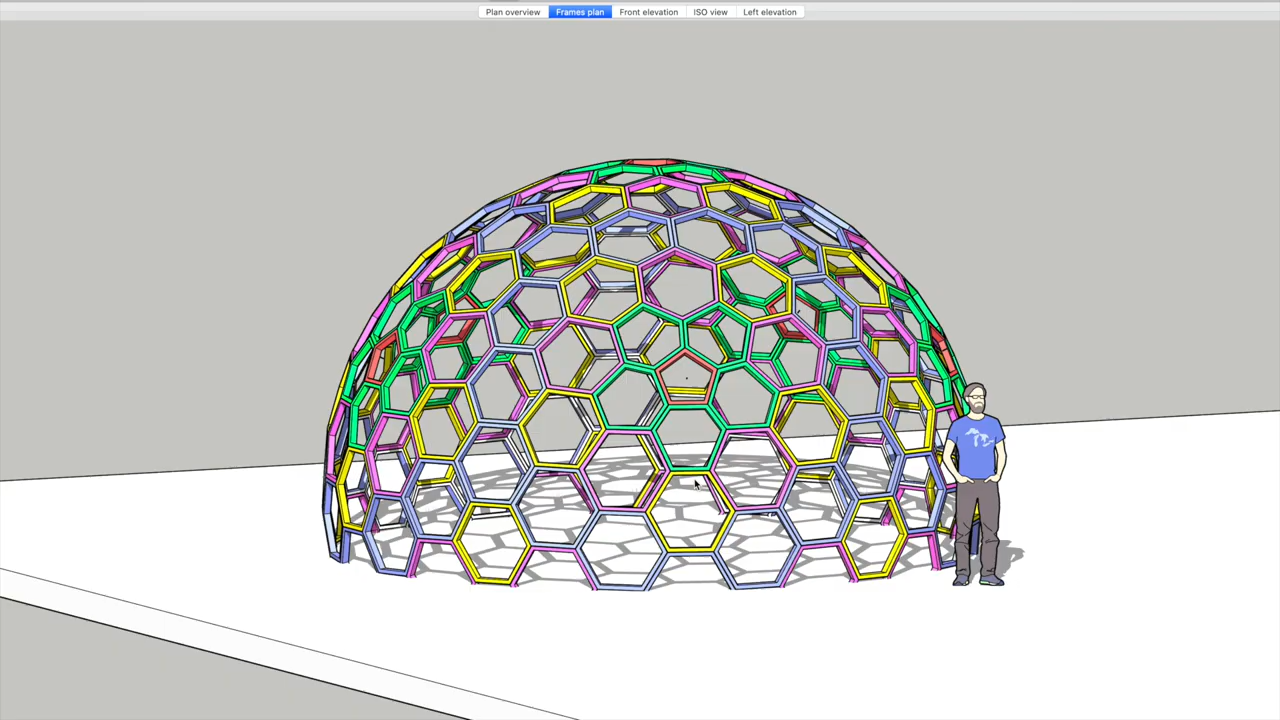 Plan overview
Frames plan
Front elevation
ISO view
Left elevation